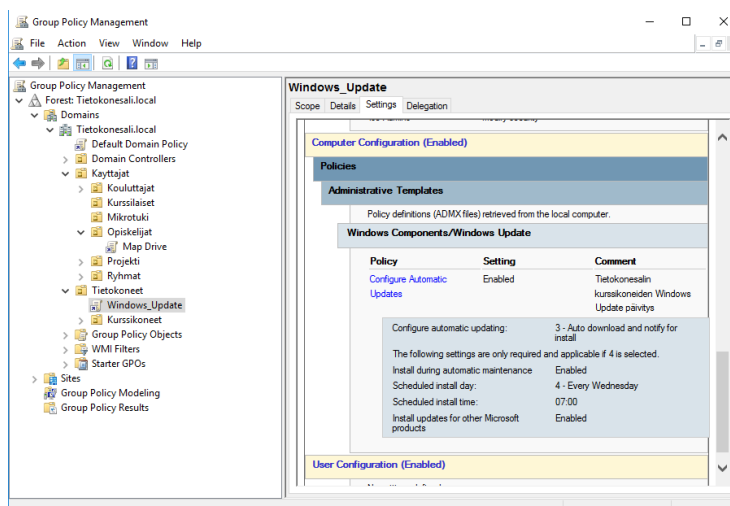 Group Policy Management
File Action View Window Help
Group Policy Management
Forest: Tietokonesali.local
Domains
Tietokonesali.local
Default Domain Policy
Domain Controllers
Kayttajat
Kouluttajat
Kurssilaiset
Mikrotuki
Opiskelijat
Map Drive
Projekti
Ryhmat
Tietokoneet
Windows_Update
Kurssikoneet
Group Policy Objects
WMI Filters
Starter GPOs
Sites
Group Policy Modeling
Group Policy Results
Windows_Update
Scope Details Settings Delegation
Computer Configuration (Enabled)
Policies
Administrative Templates
Policy definitions (ADMX files) retrieved from the local computer.
Windows Components/Windows Update
Policy Setting Comment
Configure Automatic Enabled Tietokonesalin
Updates kurssikoneiden Windows
Update päivitys
Configure automatic updating: 3 - Auto download and notify for
install
The following settings are only required and applicable if 4 is selected.
Install during automatic maintenance Enabled
Scheduled install day: 4 - Every Wednesday
Scheduled install time: 07:00
Install updates for other Microsoft Enabled
products
User Configuration (Enabled)